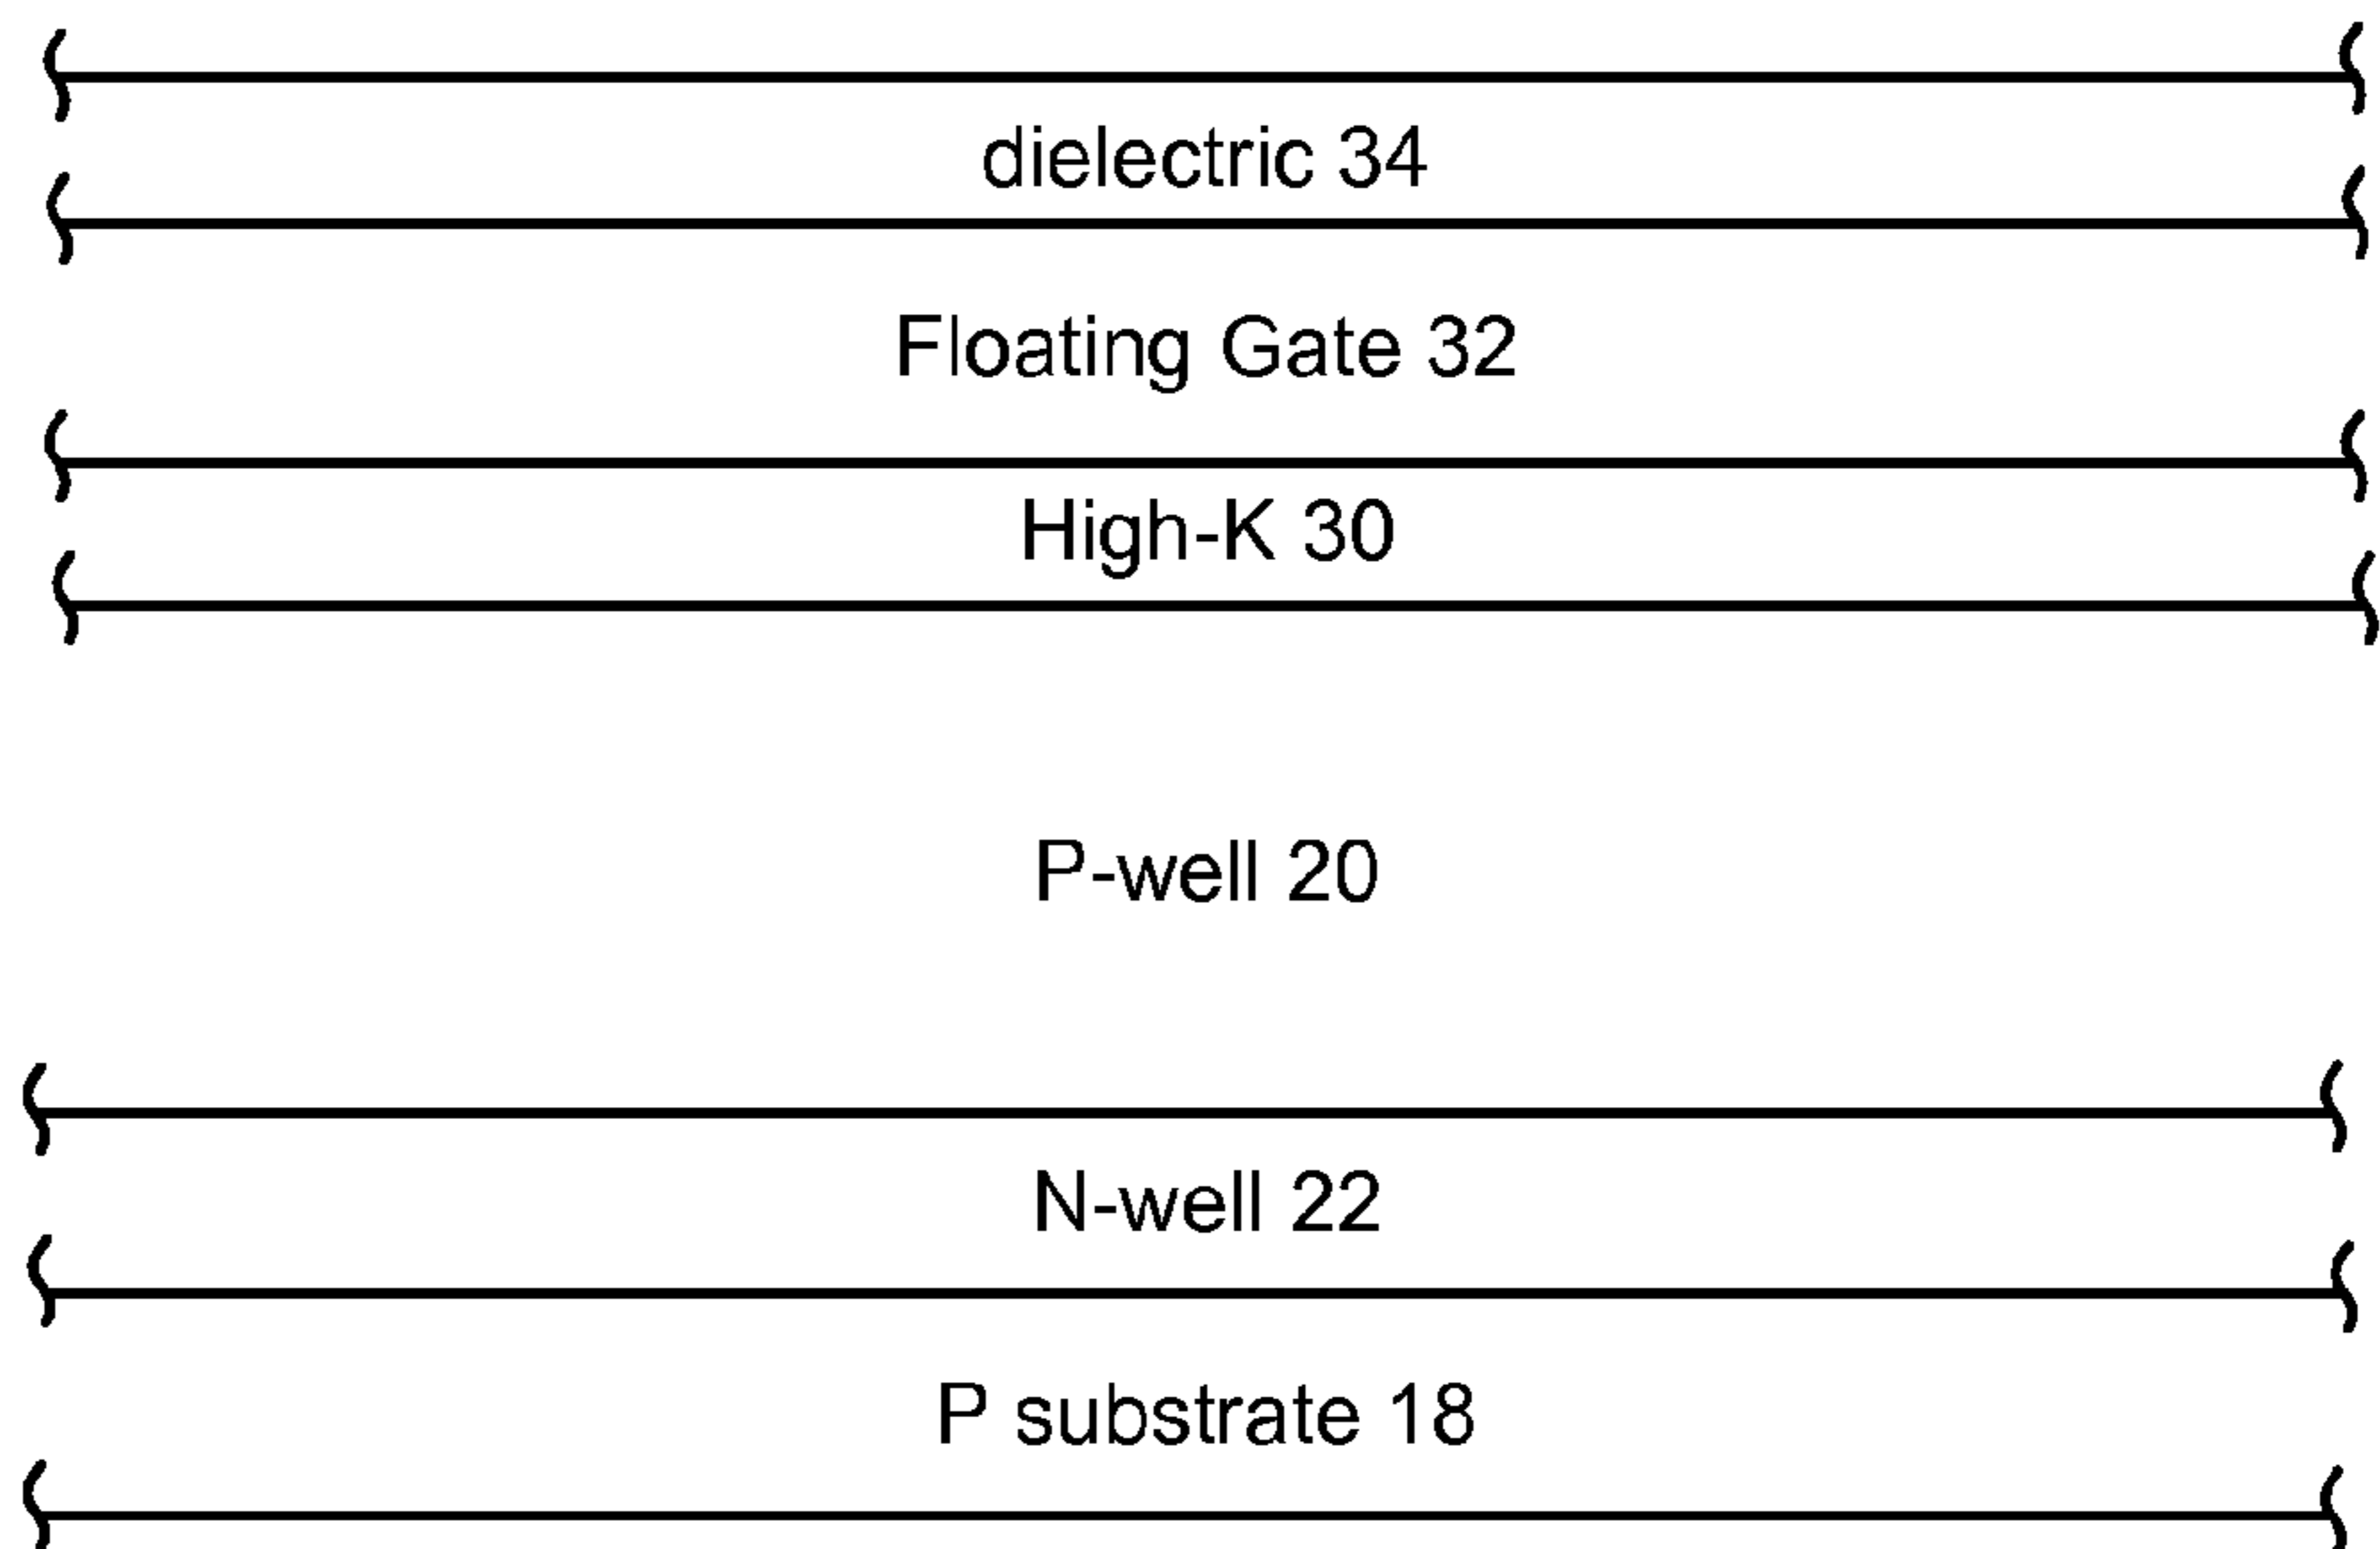 dielectric 34
Floating Gate 32
High-K 30
P-well 20
N-well 22
P substrate 18